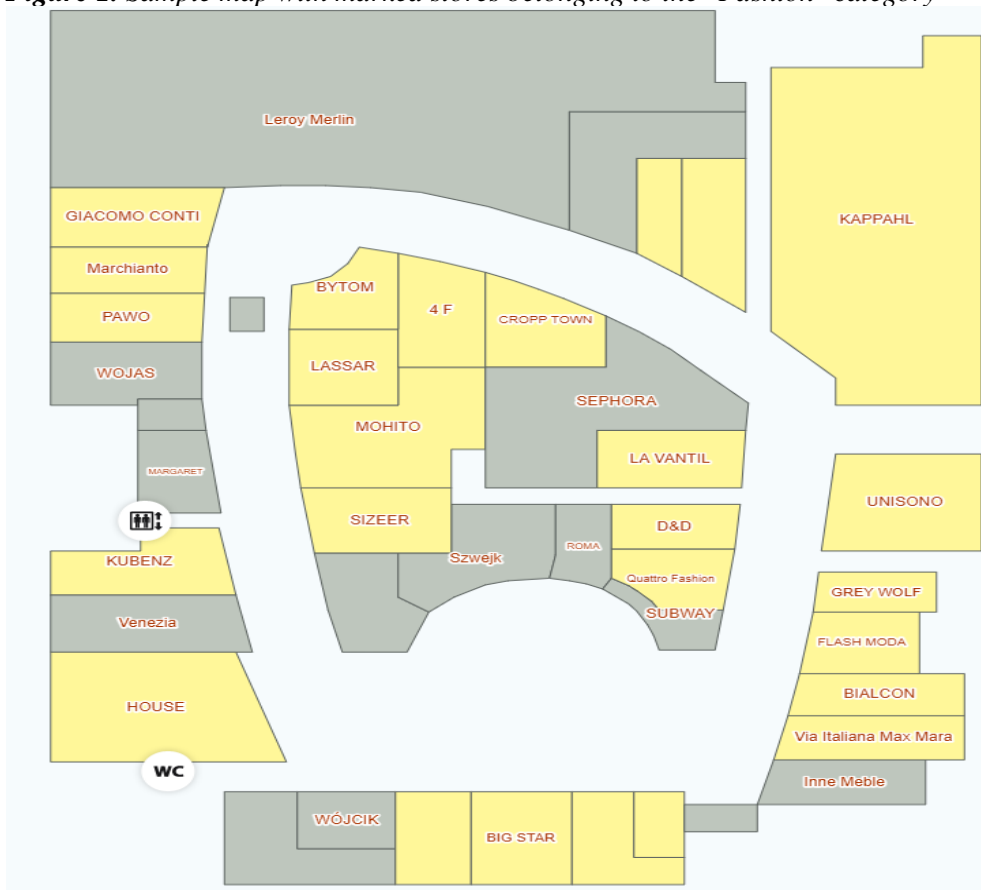 Figure 1. Sample map with marked stores belonging to the "Fashion" category
Leroy Merlin
GIACOMO CONTI
KAPPAHL
Marchianto
BYTOM
4 F
PAWO
CROPP TOWN
LASSAR
WOJAS
SEPHORA
MOHITO
LA VANTIL
MARGARET
UNISONO
SIZEER
D&D
KUBENZ
Szwejk
ROMA
Quattro Fashion
GREY WOLF
SUBWAY
Venezia
FLASH MODA
BIALCON
HOUSE
Via Italiana Max Mara
WC
Inne Meble
WÓJCIK
BIG STAR